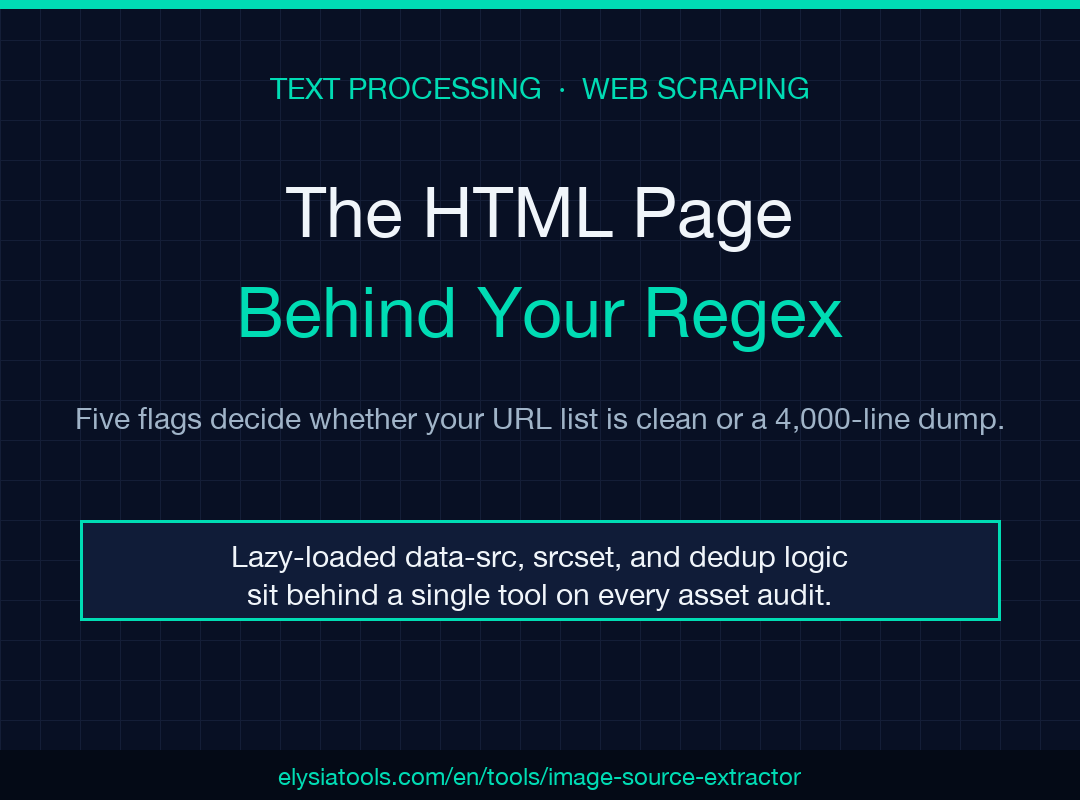 TEXT PROCESSING · WEB SCRAPING
The HTML Page
Behind Your Regex
Five flags decide whether your URL list is clean or a 4,000-line dump.
Lazy-loaded data-src, srcset, and dedup logic
sit behind a single tool on every asset audit.
elysiatools.com/en/tools/image-source-extractor